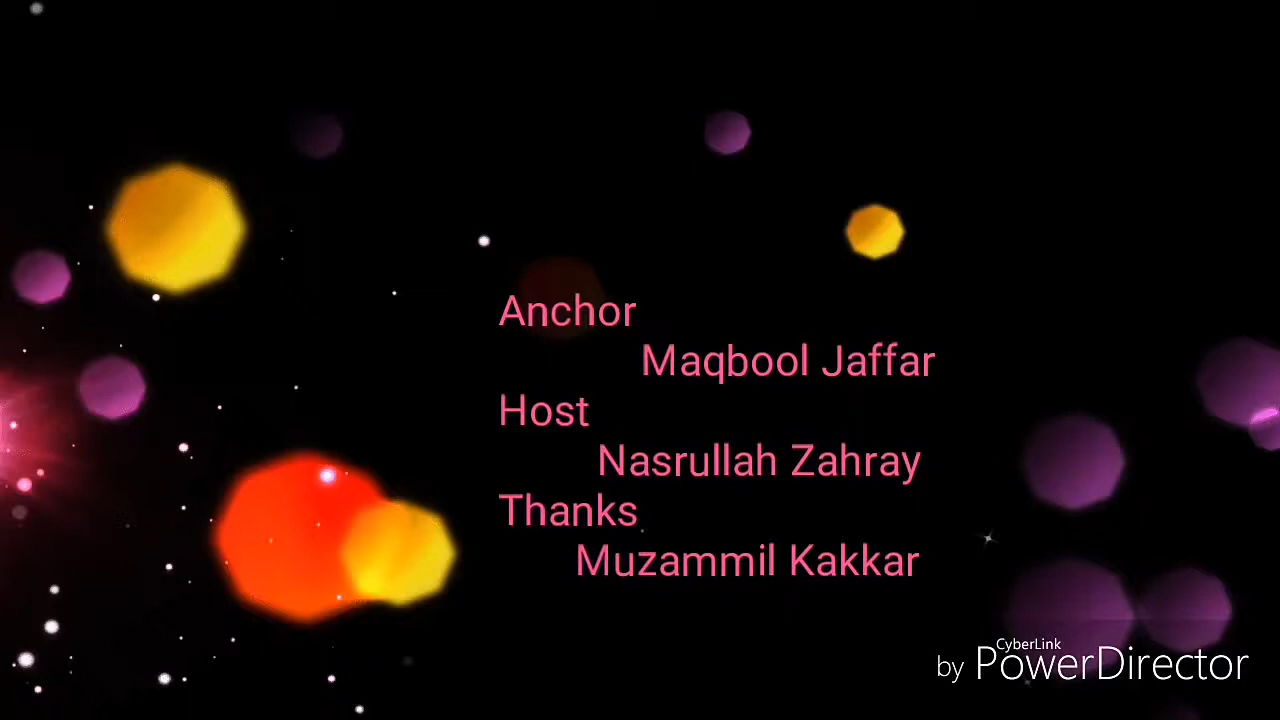 Anchor
Maqbool Jaffar
Host
Nasrullah Zahray
Thanks
Muzammil Kakkar
CyberLink
by PowerDirector